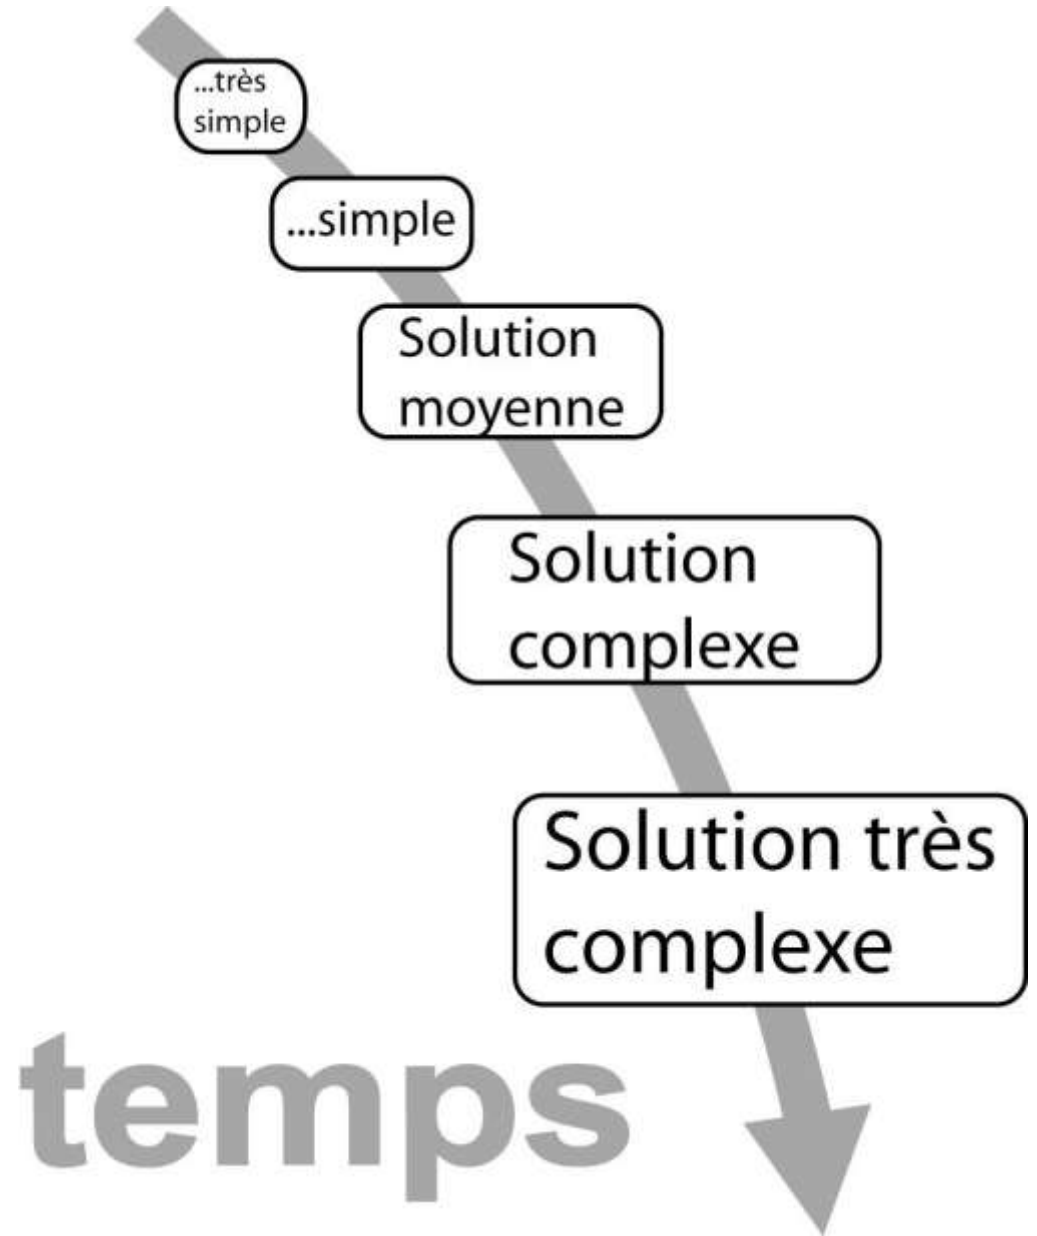 ...très
simple
...simple
Solution
moyenne
Solution
complexe
Solution très
complexe
temps